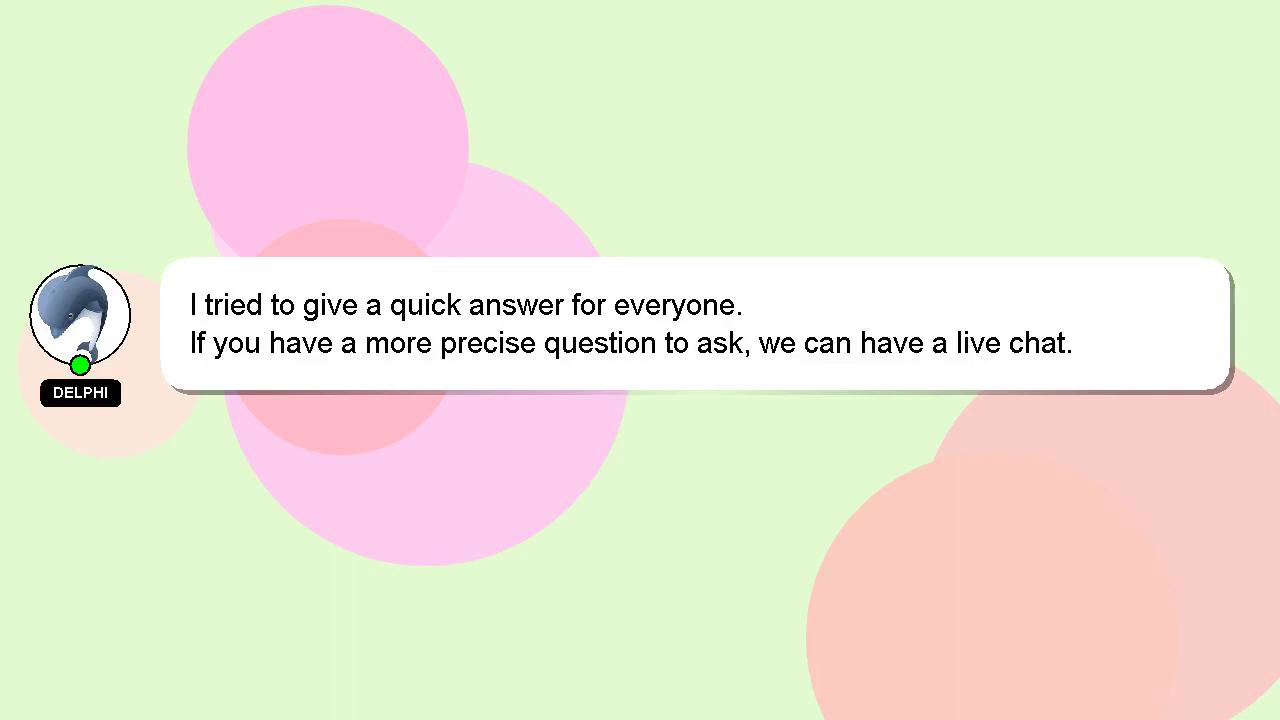 I tried to give a quick answer for everyone.
If you have a more precise question to ask, we can have a live chat.
DELPHI